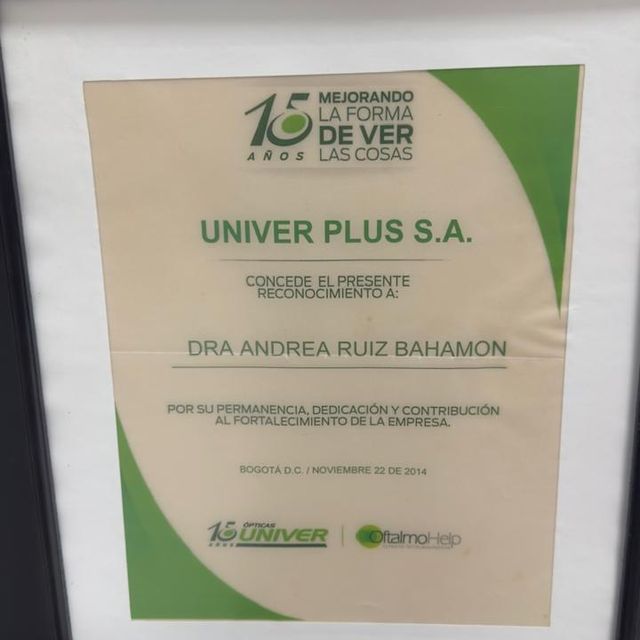 15 AÑOS
MEJORANDO
LA FORMA
DE VER
LAS COSAS
UNIVER PLUS S.A.
CONCEDE EL PRESENTE
RECONOCIMIENTO A:
DRA ANDREA RUIZ BAHAMON
POR SU PERMANENCIA, DEDICACIÓN Y CONTRIBUCIÓN
AL FORTALECIMIENTO DE LA EMPRESA.
BOGOTÁ D.C. / NOVIEMBRE 22 DE 2014
15 AÑOS
ÓPTICAS
UNIVER
OftalmoHelp